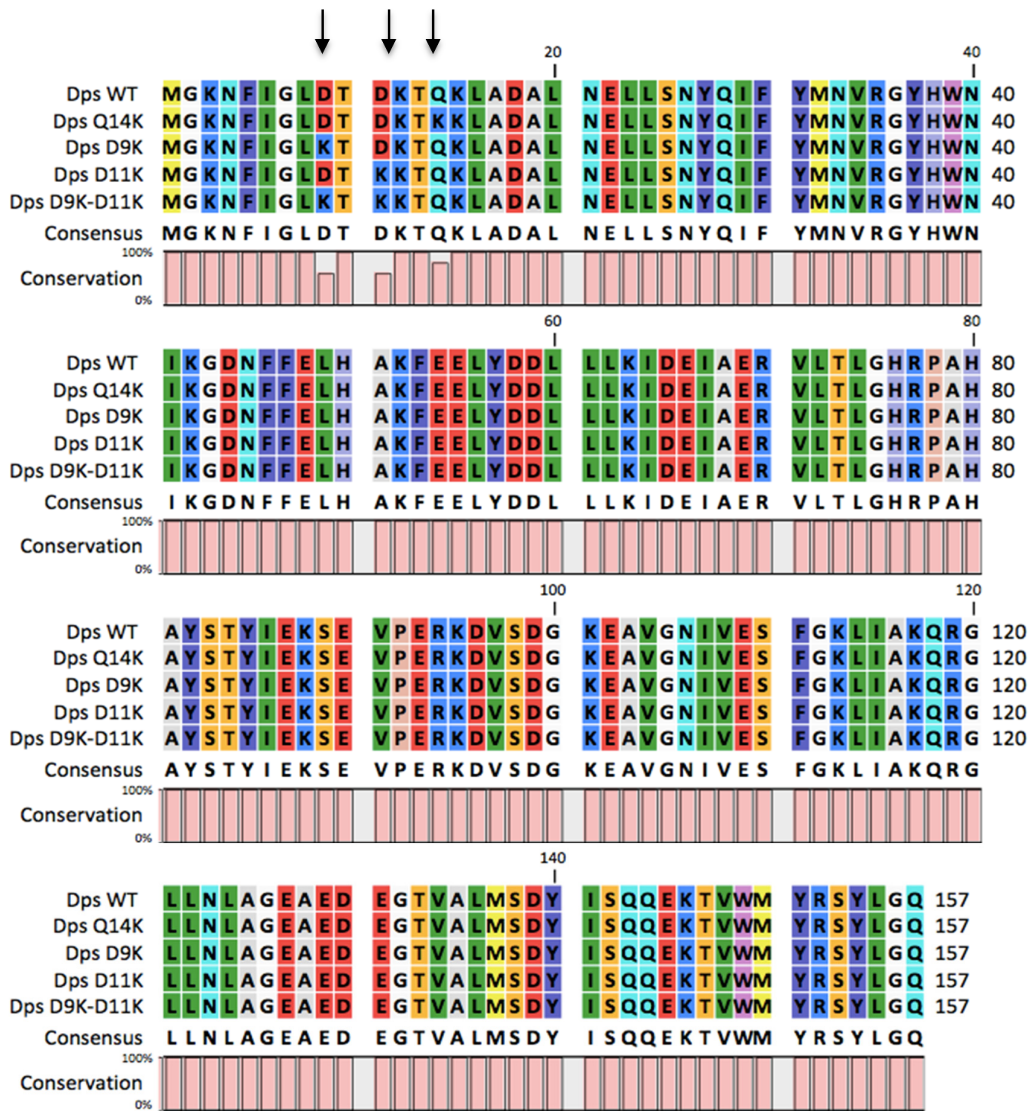 20 40
Dps WT MGKNFIGLDT DKTQKLADAL NELLSNYQIF YMNVRGYHWN 40
Dps Q14K MGKNFIGLDT DKTKKLADAL NELLSNYQIF YMNVRGYHWN 40
Dps D9K MGKNFIGLKT DKTQKLADAL NELLSNYQIF YMNVRGYHWN 40
Dps D11K MGKNFIGLDT KKTQKLADAL NELLSNYQIF YMNVRGYHWN 40
Dps D9K-D11K MGKNFIGLKT KKTQKLADAL NELLSNYQIF YMNVRGYHWN 40
Consensus MGKNFIGLDT DKTQKLADAL NELLSNYQIF YMNVRGYHWN
100%
Conservation
0%
60 80
Dps WT IKGDNFFELH AKFEELYDDL LLKIDEIAER VLTLGHRPAH 80
Dps Q14K IKGDNFFELH AKFEELYDDL LLKIDEIAER VLTLGHRPAH 80
Dps D9K IKGDNFFELH AKFEELYDDL LLKIDEIAER VLTLGHRPAH 80
Dps D11K IKGDNFFELH AKFEELYDDL LLKIDEIAER VLTLGHRPAH 80
Dps D9K-D11K IKGDNFFELH AKFEELYDDL LLKIDEIAER VLTLGHRPAH 80
Consensus IKGDNFFELH AKFEELYDDL LLKIDEIAER VLTLGHRPAH
100%
Conservation
0%
100 120
Dps WT AYSTYIEKSE VPERKDVSDG KEAVGNIVES FGKLIAKQRG 120
Dps Q14K AYSTYIEKSE VPERKDVSDG KEAVGNIVES FGKLIAKQRG 120
Dps D9K AYSTYIEKSE VPERKDVSDG KEAVGNIVES FGKLIAKQRG 120
Dps D11K AYSTYIEKSE VPERKDVSDG KEAVGNIVES FGKLIAKQRG 120
Dps D9K-D11K AYSTYIEKSE VPERKDVSDG KEAVGNIVES FGKLIAKQRG 120
Consensus AYSTYIEKSE VPERKDVSDG KEAVGNIVES FGKLIAKQRG
100%
Conservation
0%
140
Dps WT LLNLAGEAED EGTVALMSDY ISQQEKTVWM YRSYLGQ 157
Dps Q14K LLNLAGEAED EGTVALMSDY ISQQEKTVWM YRSYLGQ 157
Dps D9K LLNLAGEAED EGTVALMSDY ISQQEKTVWM YRSYLGQ 157
Dps D11K LLNLAGEAED EGTVALMSDY ISQQEKTVWM YRSYLGQ 157
Dps D9K-D11K LLNLAGEAED EGTVALMSDY ISQQEKTVWM YRSYLGQ 157
Consensus LLNLAGEAED EGTVALMSDY ISQQEKTVWM YRSYLGQ
100%
Conservation
0%